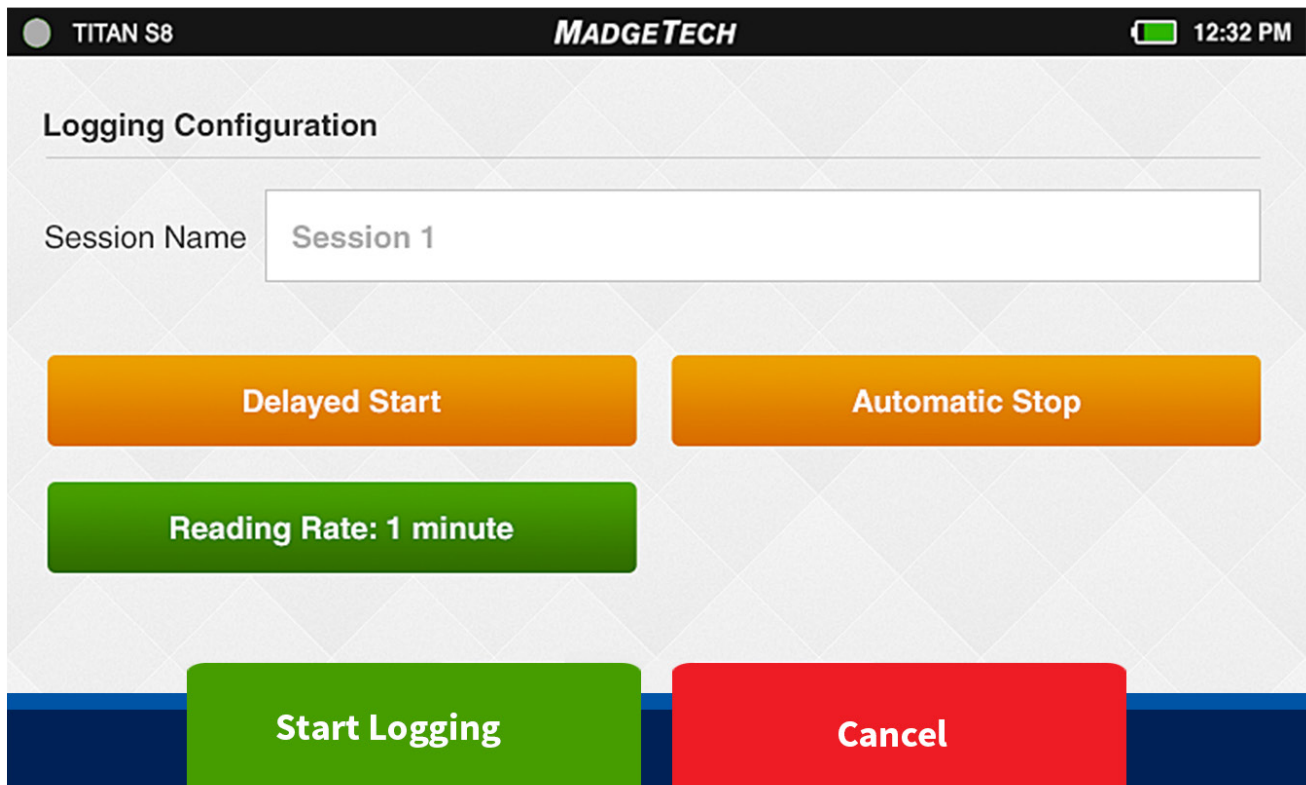 TITAN S8
MADGETECH
12:32 PM
Logging Configuration
Session Name
Session 1
Delayed Start
Automatic Stop
Reading Rate: 1 minute
Start Logging
Cancel